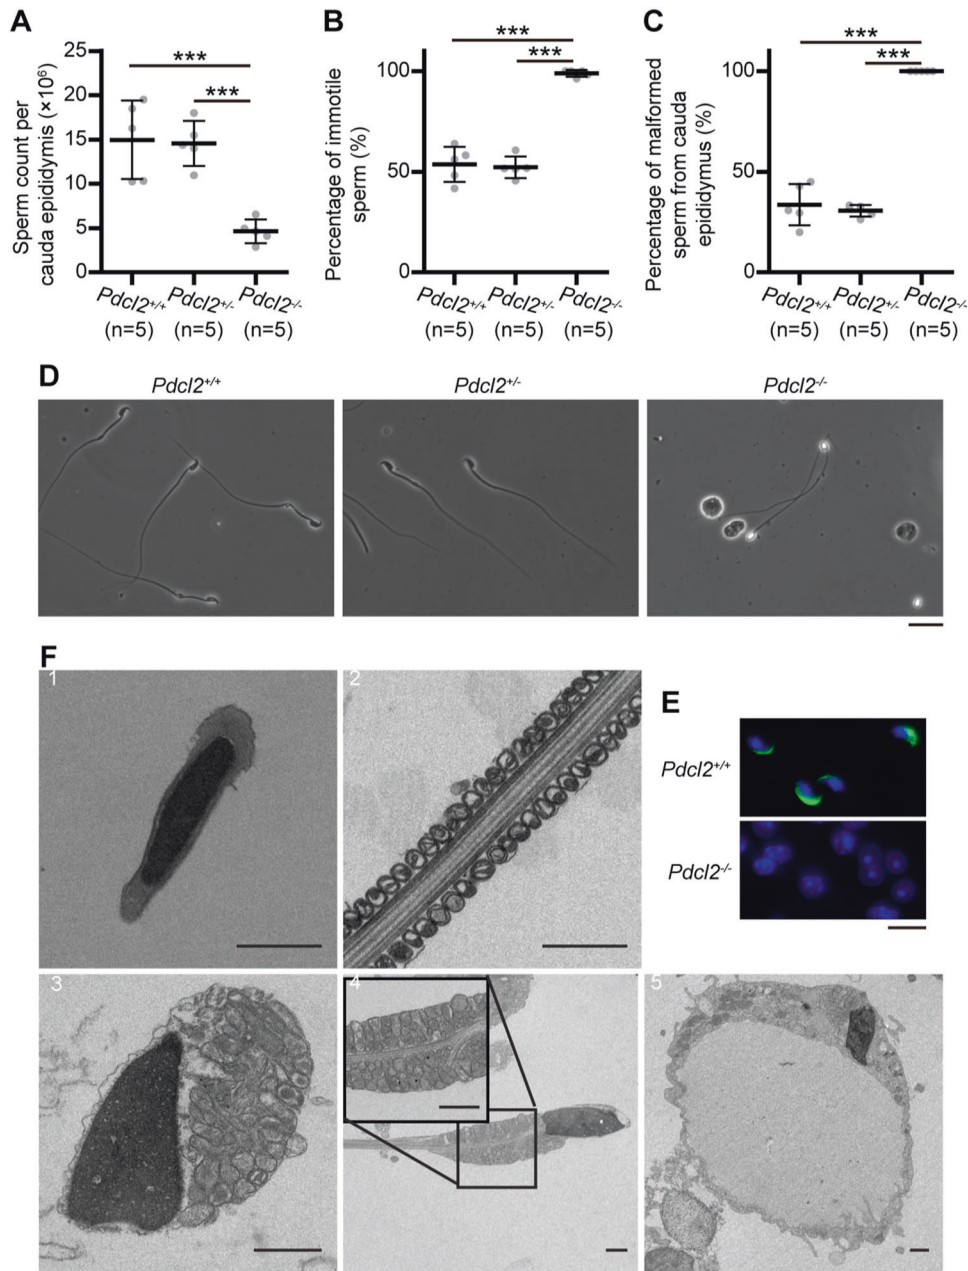 A
Sperm count per
cauda epididymis (×10⁶)
25
20
15
10
5
0
***
***
Pdcl2+/+
(n=5)
Pdcl2+/-
(n=5)
Pdcl2-/-
(n=5)
B
Percentage of immotile
sperm (%)
100
50
0
***
***
Pdcl2+/+
(n=5)
Pdcl2+/-
(n=5)
Pdcl2-/-
(n=5)
C
Percentage of malformed
sperm from cauda
epididymus (%)
100
50
0
***
***
Pdcl2+/+
(n=5)
Pdcl2+/-
(n=5)
Pdcl2-/-
(n=5)
D
Pdcl2+/+
Pdcl2+/-
Pdcl2-/-
F
1
2
E
Pdcl2+/+
Pdcl2-/-
3
4
5